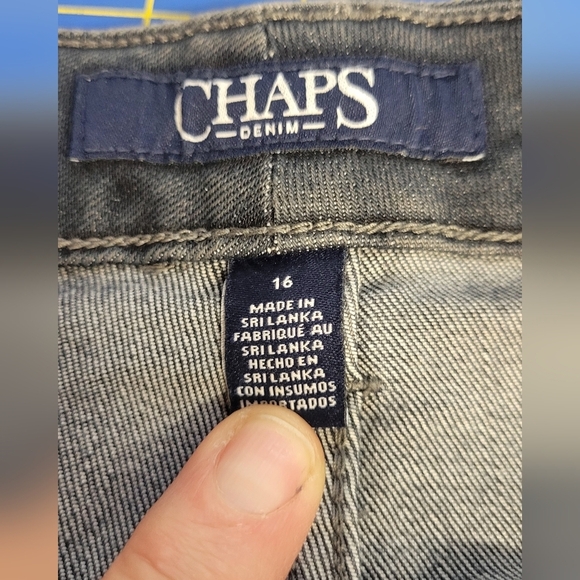 CHAPS
DENIM
16
MADE IN
SRI LANKA
FABRIQUÉ AU
SRI LANKA
HECHO EN
SRI LANKA
CON INSUMOS
IMPORTADOS